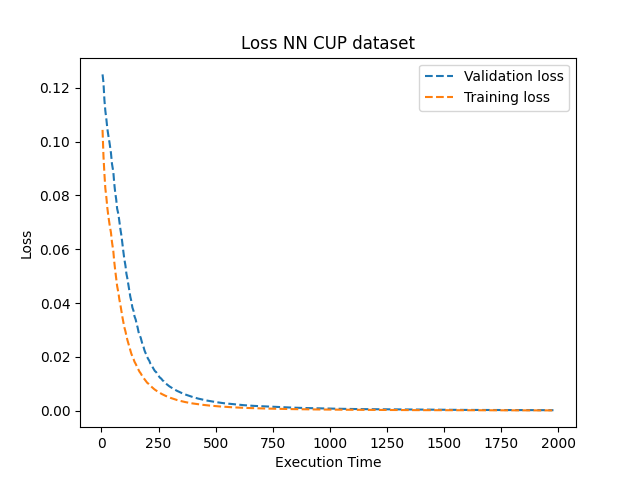 Loss NN CUP dataset
Validation loss
Training loss
0.12
0.10
0.08
0.06
0.04
0.02
0.00
Loss
0 250 500 750 1000 1250 1500 1750 2000
Execution Time